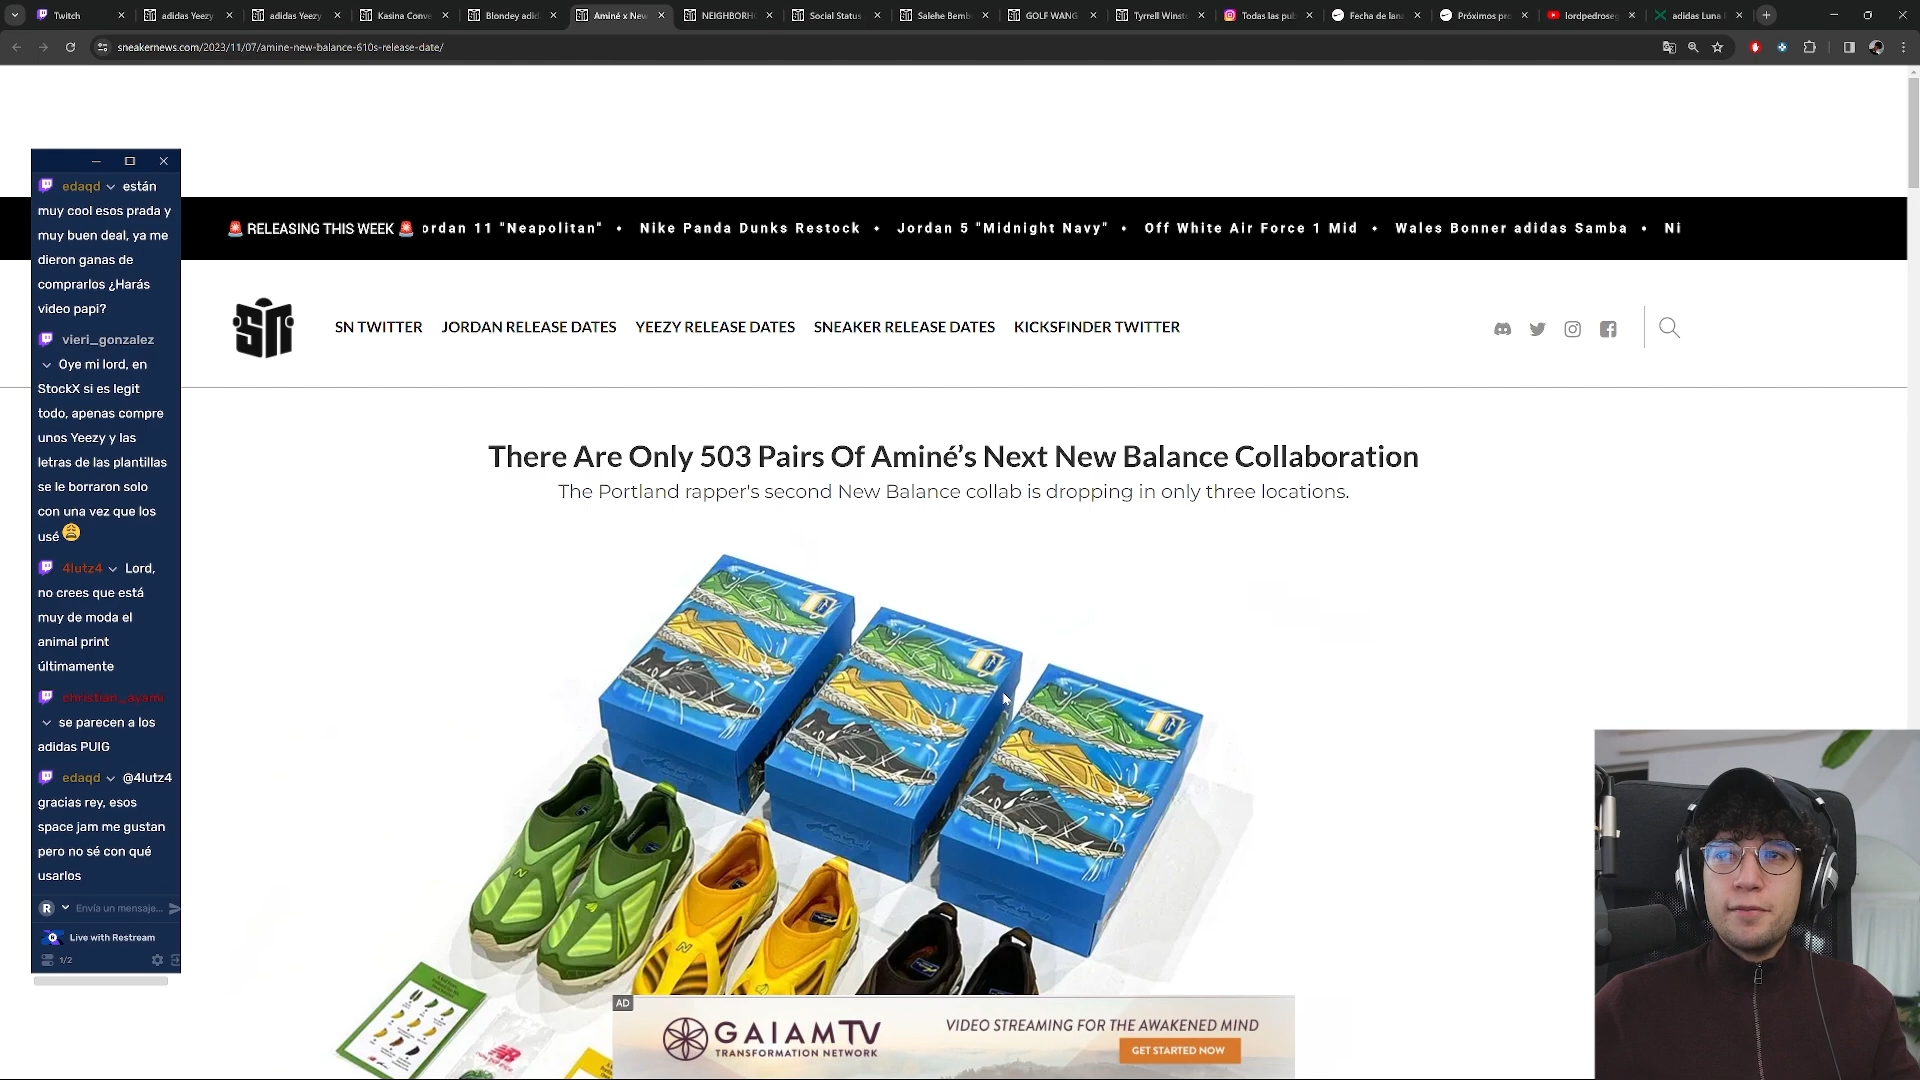 Twitch
adidas Yeezy
adidas Yeezy
Kasina Conve
Blondey adid
Aminé x New
NEIGHBORH
Social Status
Salehe Bemb
GOLF WANG
Tyrrell Winst
Todas las pu
Fecha de lan
Próximos pr
lordpedrose
adidas Luna
sneakernews.com/2023/11/07/amine-new-balance-610s-release-date/
RELEASING THIS WEEK
ordan 11 "Neapolitan" • Nike Panda Dunks Restock • Jordan 5 "Midnight Navy" • Off White Air Force 1 Mid • Wales Bonner adidas Samba • Ni
SN
SN TWITTER
JORDAN RELEASE DATES
YEEZY RELEASE DATES
SNEAKER RELEASE DATES
KICKSFINDER TWITTER
There Are Only 503 Pairs Of Aminé's Next New Balance Collaboration
The Portland rapper's second New Balance collab is dropping in only three locations.
edaqd están
muy cool esos prada y
muy buen deal, ya me
dieron ganas de
comprarlos ¿Harás
video papi?
vieri_gonzalez
Oye mi lord, en
StockX si es legit
todo, apenas compre
unos Yeezy y las
letras de las plantillas
se le borraron solo
con una vez que los
usé
4lutz4 Lord,
no crees que está
muy de moda el
animal print
últimamente
christian_ayami
se parecen a los
adidas PUIG
edaqd @4lutz4
gracias rey, esos
space jam me gustan
pero no sé con qué
usarlos
R Envía un mensaje...
Live with Restream
1/2
AD
GAIAMTV
TRANSFORMATION NETWORK
VIDEO STREAMING FOR THE AWAKENED MIND
GET STARTED NOW